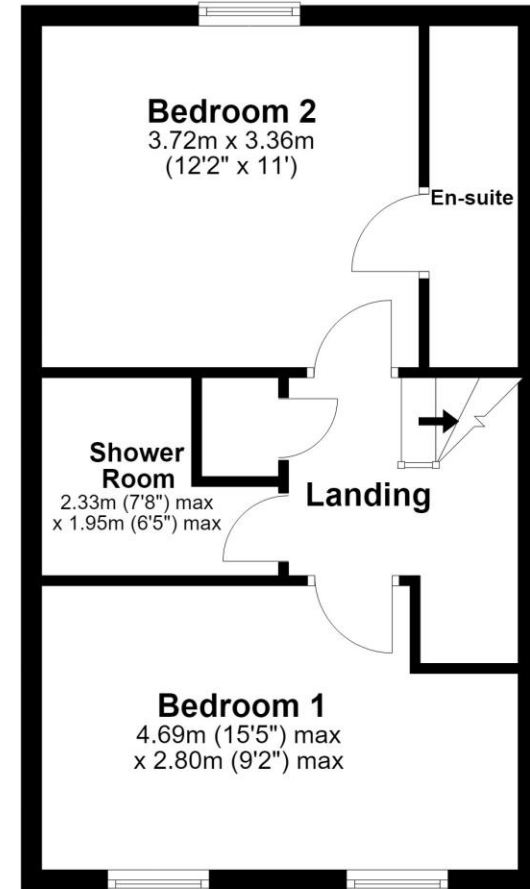 Bedroom 2
3.72m x 3.36m
(12'2" x 11')
En-suite
Shower
Room
2.33m (7'8") max
x 1.95m (6'5") max
Landing
Bedroom 1
4.69m (15'5") max
x 2.80m (9'2") max